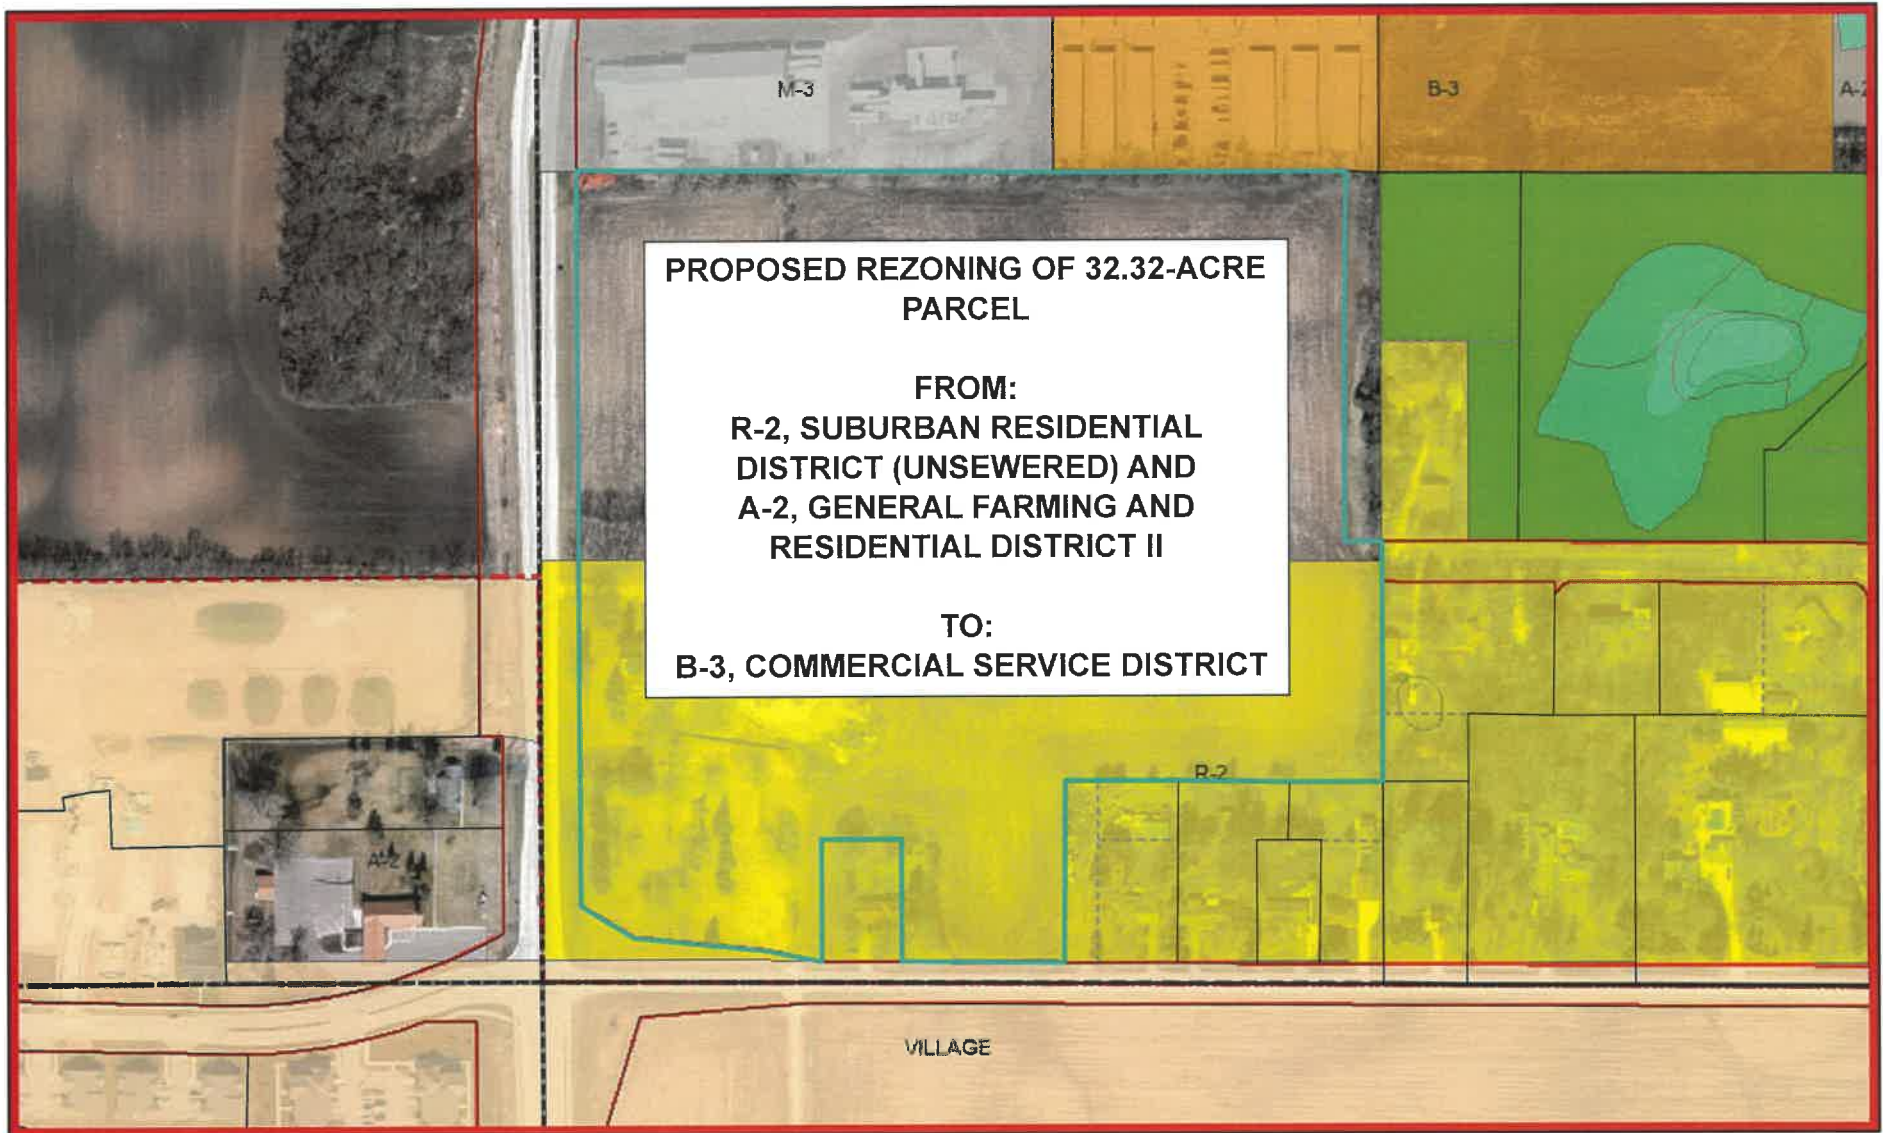 M-3
B-3
A-2
A-2
PROPOSED REZONING OF 32.32-ACRE
PARCEL
FROM:
R-2, SUBURBAN RESIDENTIAL
DISTRICT (UNSEWERED) AND
A-2, GENERAL FARMING AND
RESIDENTIAL DISTRICT II
TO:
B-3, COMMERCIAL SERVICE DISTRICT
R-2
A-2
VILLAGE